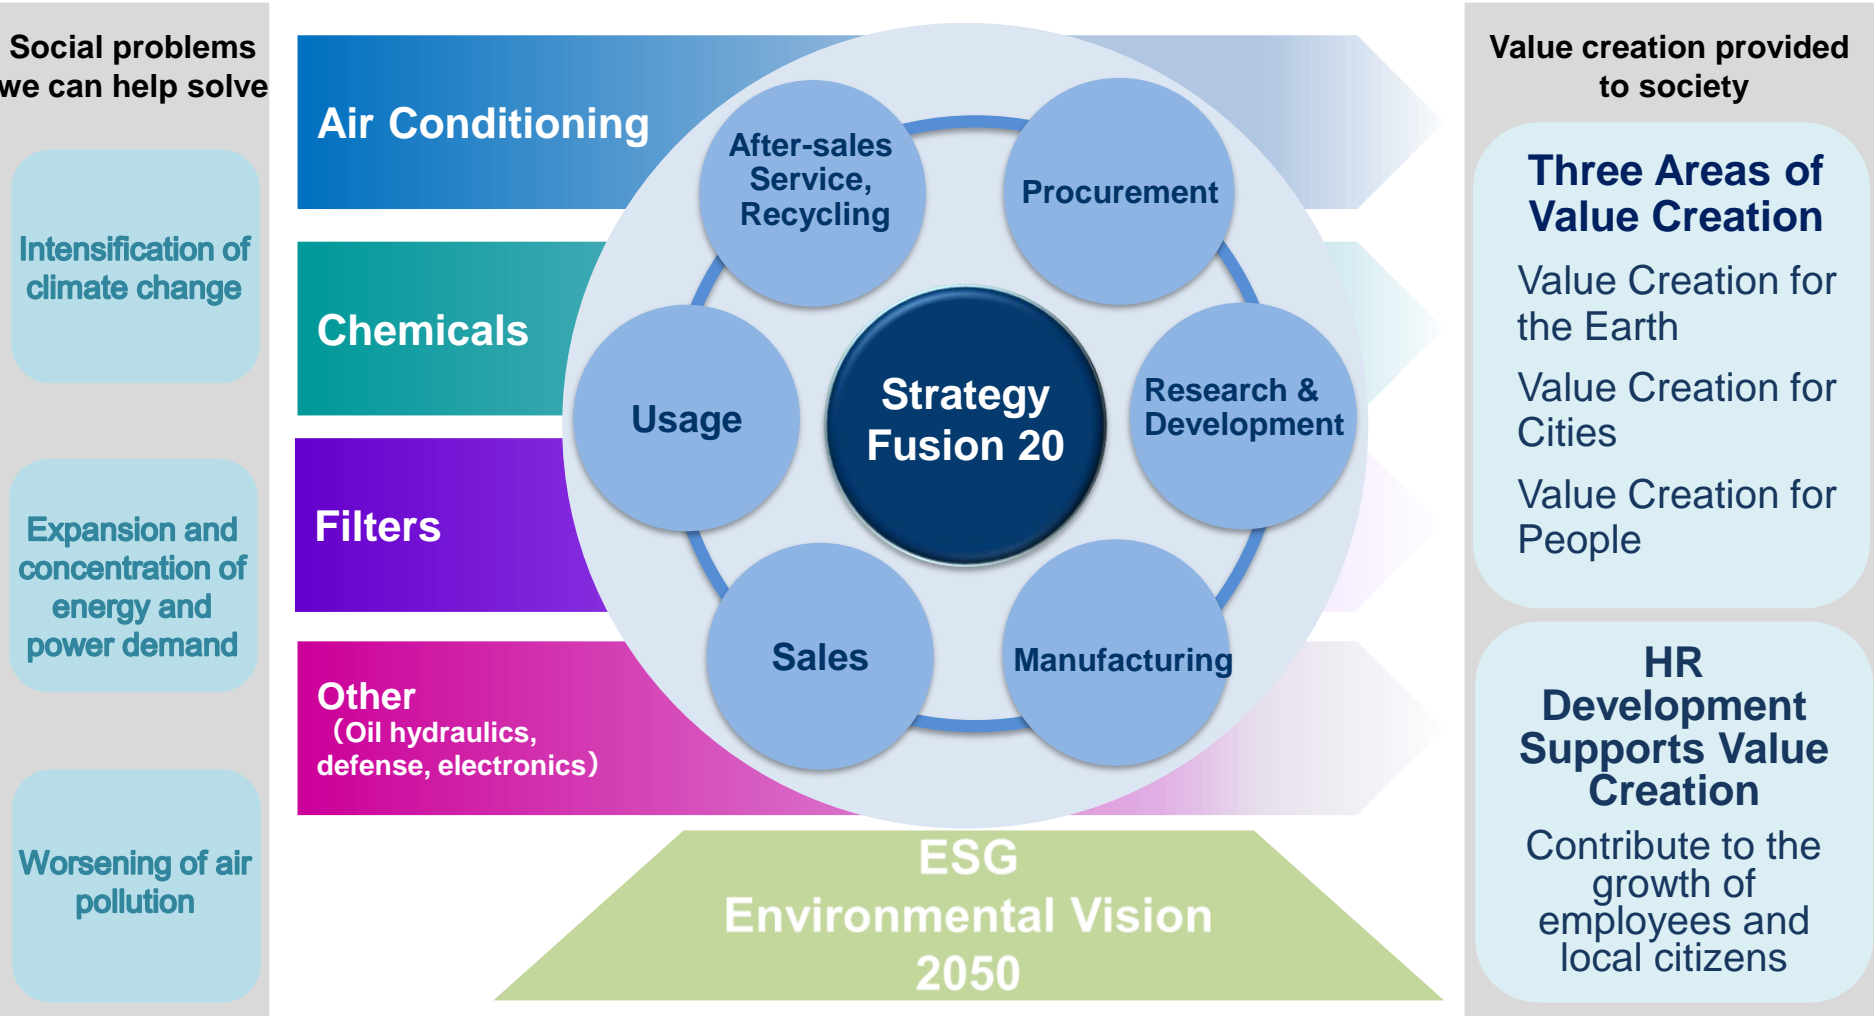 Social problems
we can help solve
Intensification of
climate change
Expansion and
concentration of
energy and
power demand
Worsening of air
pollution
Air Conditioning
Chemicals
Filters
Other
（Oil hydraulics,
defense, electronics）
After-sales
Service,
Recycling
Procurement
Usage
Strategy
Fusion 20
Research &
Development
Sales
Manufacturing
ESG
Environmental Vision
2050
Value creation provided
to society
Three Areas of
Value Creation
Value Creation for
the Earth
Value Creation for
Cities
Value Creation for
People
HR
Development
Supports Value
Creation
Contribute to the
growth of
employees and
local citizens